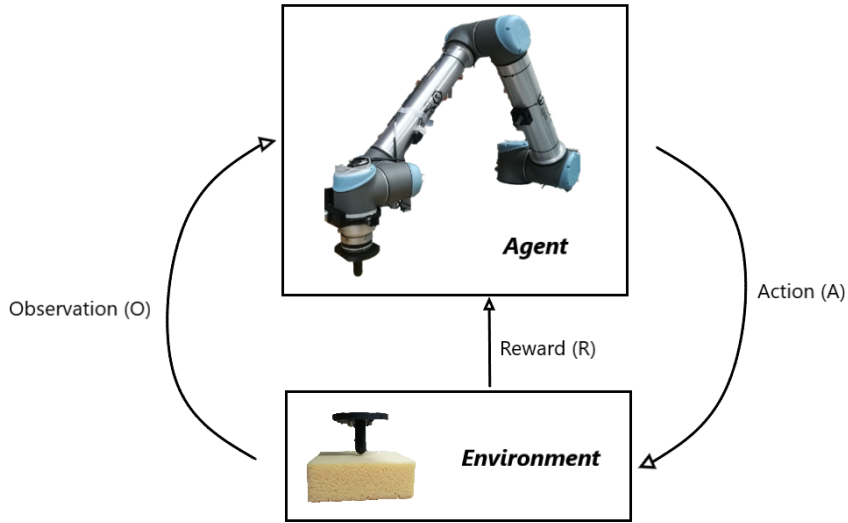 Agent
Observation (O)
Action (A)
Reward (R)
Environment